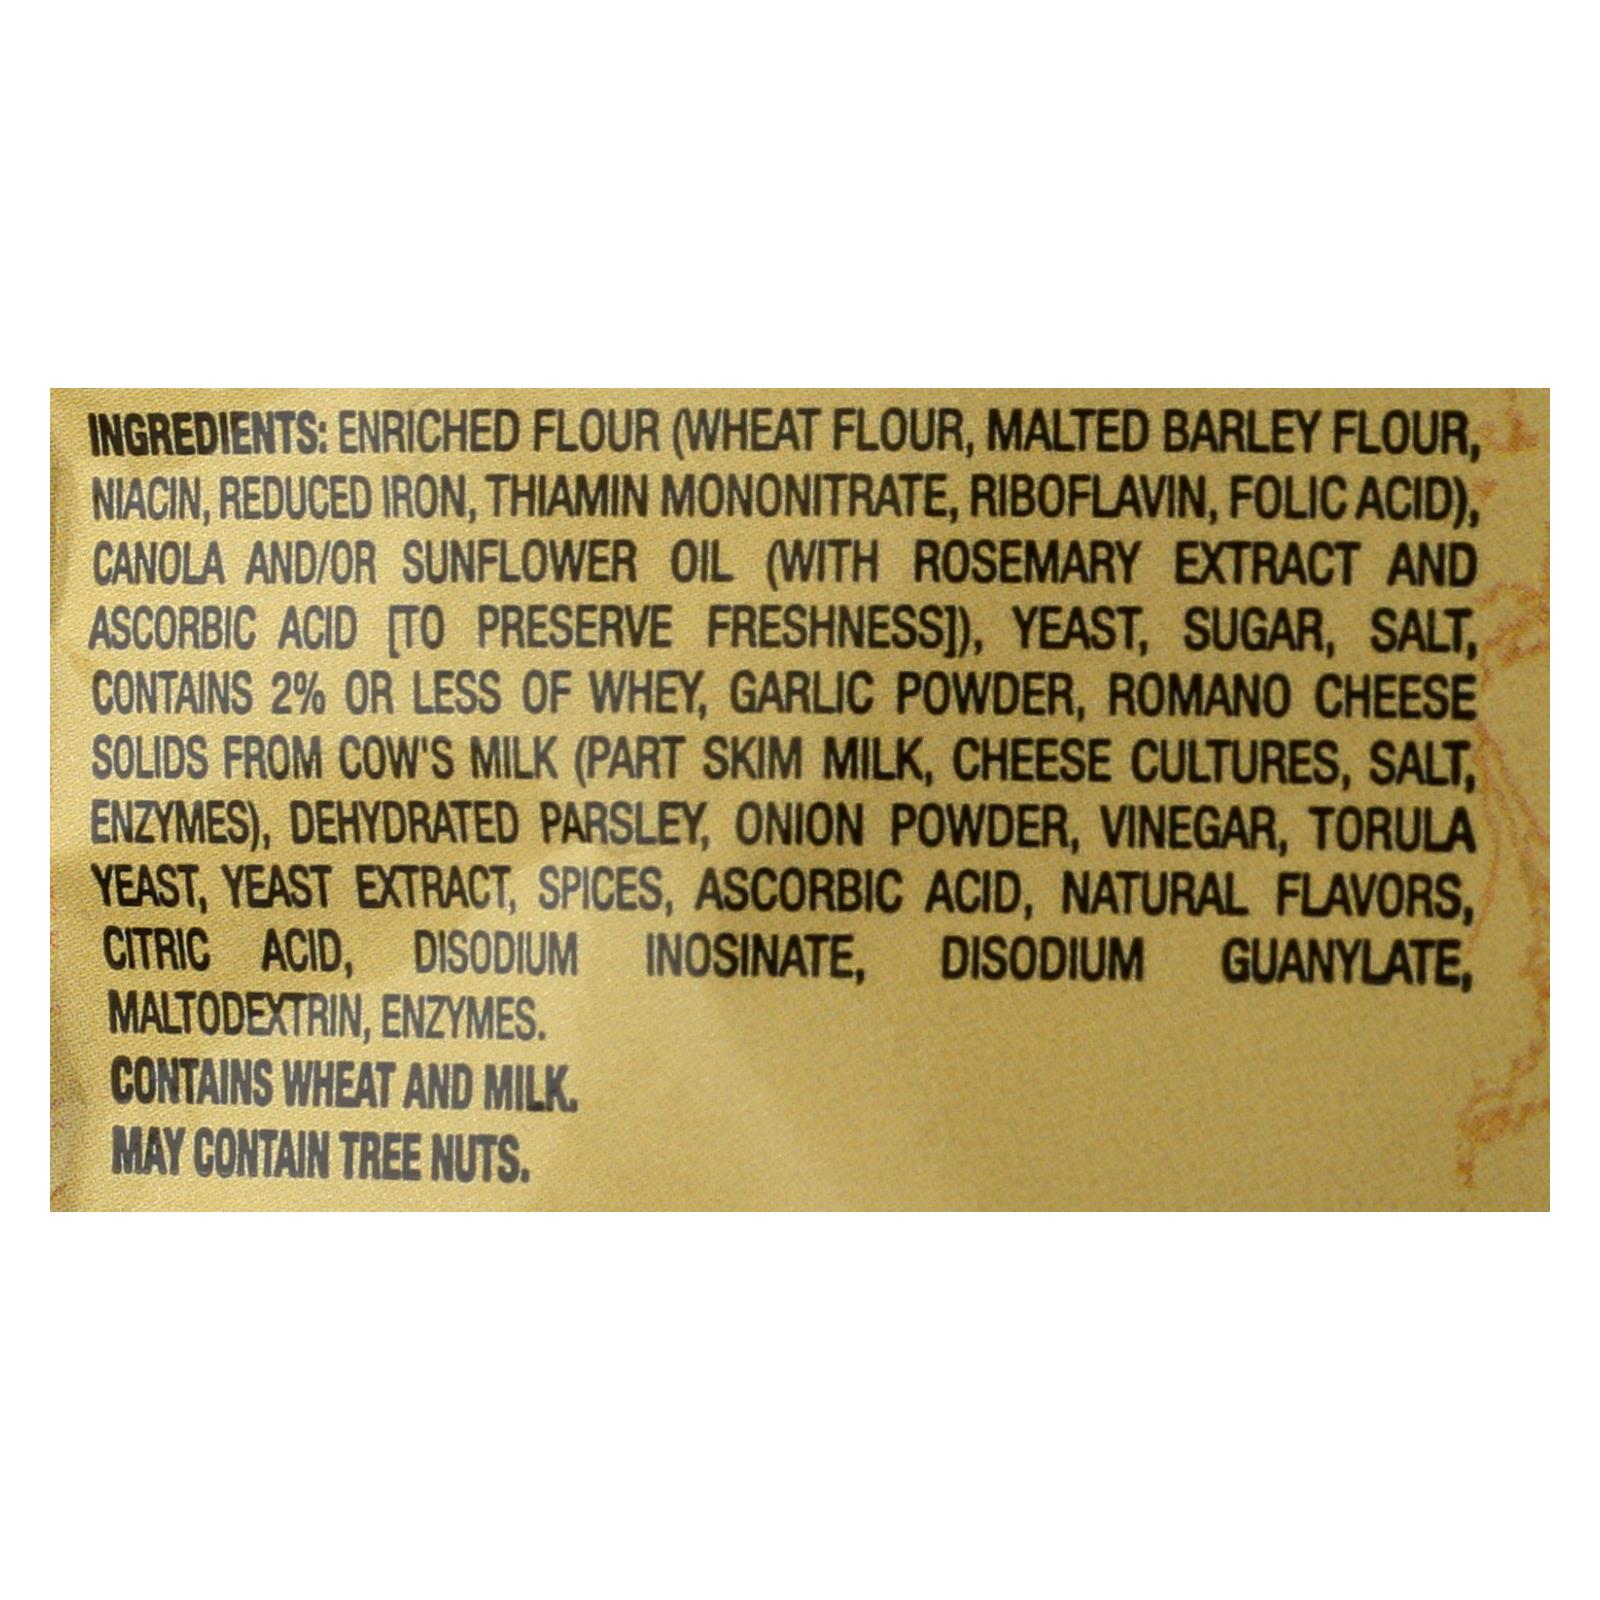 INGREDIENTS: ENRICHED FLOUR (WHEAT FLOUR, MALTED BARLEY FLOUR,
NIACIN, REDUCED IRON, THIAMIN MONONITRATE, RIBOFLAVIN, FOLIC ACID),
CANOLA AND/OR SUNFLOWER OIL (WITH ROSEMARY EXTRACT AND
ASCORBIC ACID [TO PRESERVE FRESHNESS]), YEAST, SUGAR, SALT,
CONTAINS 2% OR LESS OF WHEY, GARLIC POWDER, ROMANO CHEESE
SOLIDS FROM COW'S MILK (PART SKIM MILK, CHEESE CULTURES, SALT,
ENZYMES), DEHYDRATED PARSLEY, ONION POWDER, VINEGAR, TORULA
YEAST, YEAST EXTRACT, SPICES, ASCORBIC ACID, NATURAL FLAVORS,
CITRIC ACID, DISODIUM INOSINATE, DISODIUM GUANYLATE,
MALTODEXTRIN, ENZYMES.
CONTAINS WHEAT AND MILK.
MAY CONTAIN TREE NUTS.